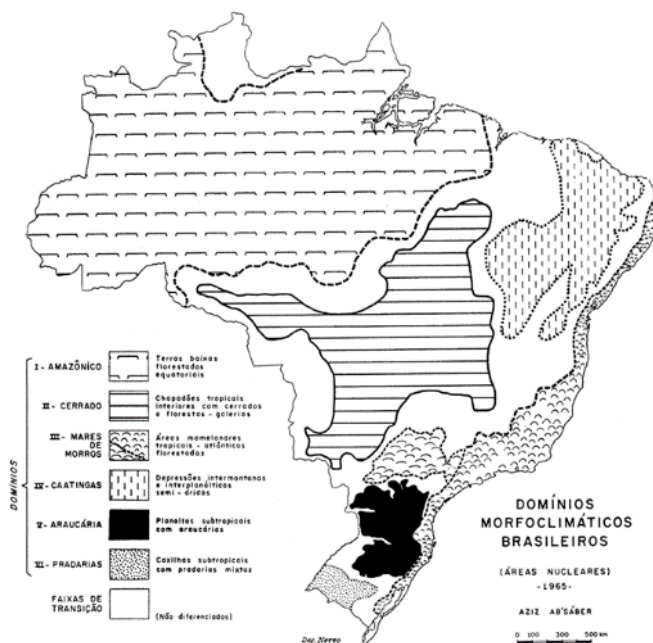 DOMÍNIOS
I - AMAZÔNICO
Terras baixas
florestadas
equatoriais
II - CERRADO
Chapadões tropicais
interiores com cerrados
e florestas - galerias
III - MARES
DE
MORROS
Áreas mamelonares
tropicais - atlânticas
florestadas
IV - CAATINGAS
Depressões intermontanas
e interplanálticas
semi - áridas
V - ARAUCÁRIA
Planaltos subtropicais
com araucárias
VI - PRADARIAS
Coxilhas subtropicais
com pradarias mixtas
FAIXAS DE
TRANSIÇÃO
(Não diferenciadas)
DOMÍNIOS
MORFOCLIMÁTICOS
BRASILEIROS
(ÁREAS NUCLEARES)
- 1965 -
AZIZ AB'SÁBER
0 100 300 500 km